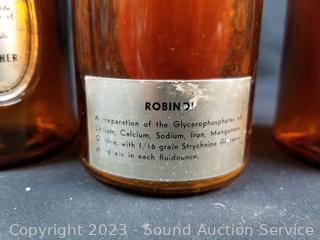 HER
ROBINOL
A preparation of the Glycerophosphates of
Calcium, Sodium, Iron, Manganese,
with 1/16 grain Strychnine
in each fluidounce.
Copyright 2023 - Sound Auction Service